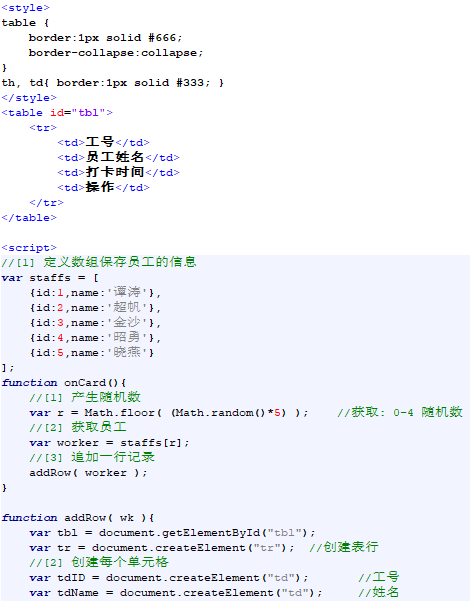 <style>
table {
    border:1px solid #666;
    border-collapse:collapse;
}
th, td{ border:1px solid #333; }
</style>
<table id="tbl">
    <tr>
        <td>工号</td>
        <td>员工姓名</td>
        <td>打卡时间</td>
        <td>操作</td>
    </tr>
</table>
<script>
//[1] 定义数组保存员工的信息
var staffs = [
    {id:1,name:'谭涛'},
    {id:2,name:'超帆'},
    {id:3,name:'金沙'},
    {id:4,name:'昭勇'},
    {id:5,name:'晓燕'}
];
function onCard(){
    //[1] 产生随机数
    var r = Math.floor( (Math.random()*5) );    //获取: 0-4 随机数
    //[2] 获取员工
    var worker = staffs[r];
    //[3] 追加一行记录
    addRow( worker );
}
function addRow( wk ){
    var tbl = document.getElementById("tbl");
    var tr = document.createElement("tr");  //创建表行
    //[2] 创建每个单元格
    var tdID = document.createElement("td");       //工号
    var tdName = document.createElement("td");     //姓名